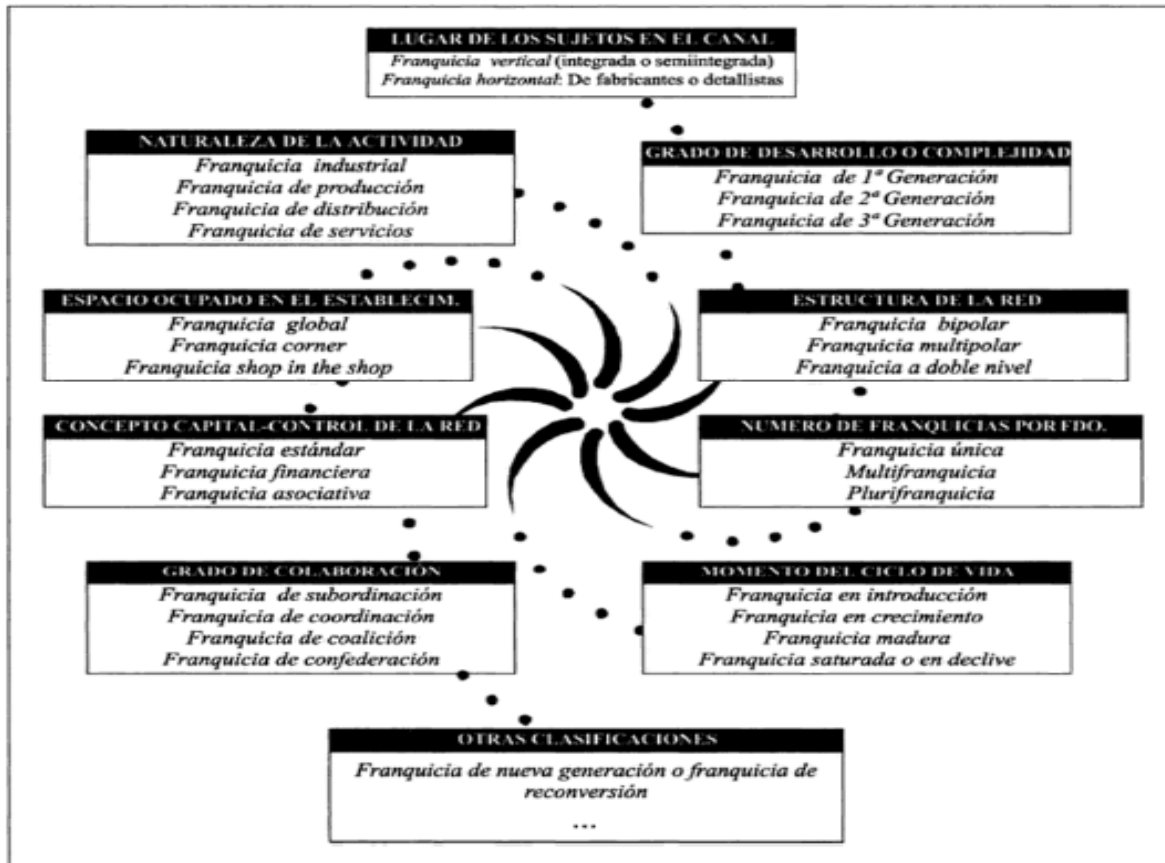 LUGAR DE LOS SUJETOS EN EL CANAL
Franquicia vertical (integrada o semiintegrada)
Franquicia horizontal: De fabricantes o detallistas
NATURALEZA DE LA ACTIVIDAD
Franquicia industrial
Franquicia de producción
Franquicia de distribución
Franquicia de servicios
GRADO DE DESARROLLO O COMPLEJIDAD
Franquicia de 1ª Generación
Franquicia de 2ª Generación
Franquicia de 3ª Generación
ESPACIO OCUPADO EN EL ESTABLECIM.
Franquicia global
Franquicia corner
Franquicia shop in the shop
ESTRUCTURA DE LA RED
Franquicia bipolar
Franquicia multipolar
Franquicia a doble nivel
CONCEPTO CAPITAL-CONTROL DE LA RED
Franquicia estándar
Franquicia financiera
Franquicia asociativa
NUMERO DE FRANQUICIAS POR FDO.
Franquicia única
Multifranquicia
Plurifranquicia
GRADO DE COLABORACIÓN
Franquicia de subordinación
Franquicia de coordinación
Franquicia de coalición
Franquicia de confederación
MOMENTO DEL CICLO DE VIDA
Franquicia en introducción
Franquicia en crecimiento
Franquicia madura
Franquicia saturada o en declive
OTRAS CLASIFICACIONES
Franquicia de nueva generación o franquicia de
reconversión
...